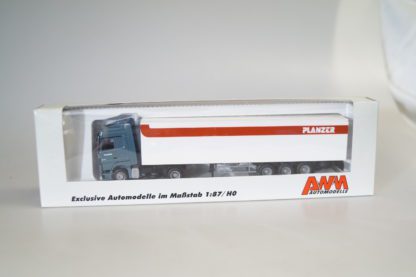 PLANZER
Exclusive Automodelle im Maßstab 1:87/H0
AWM
AUTOMODELLE